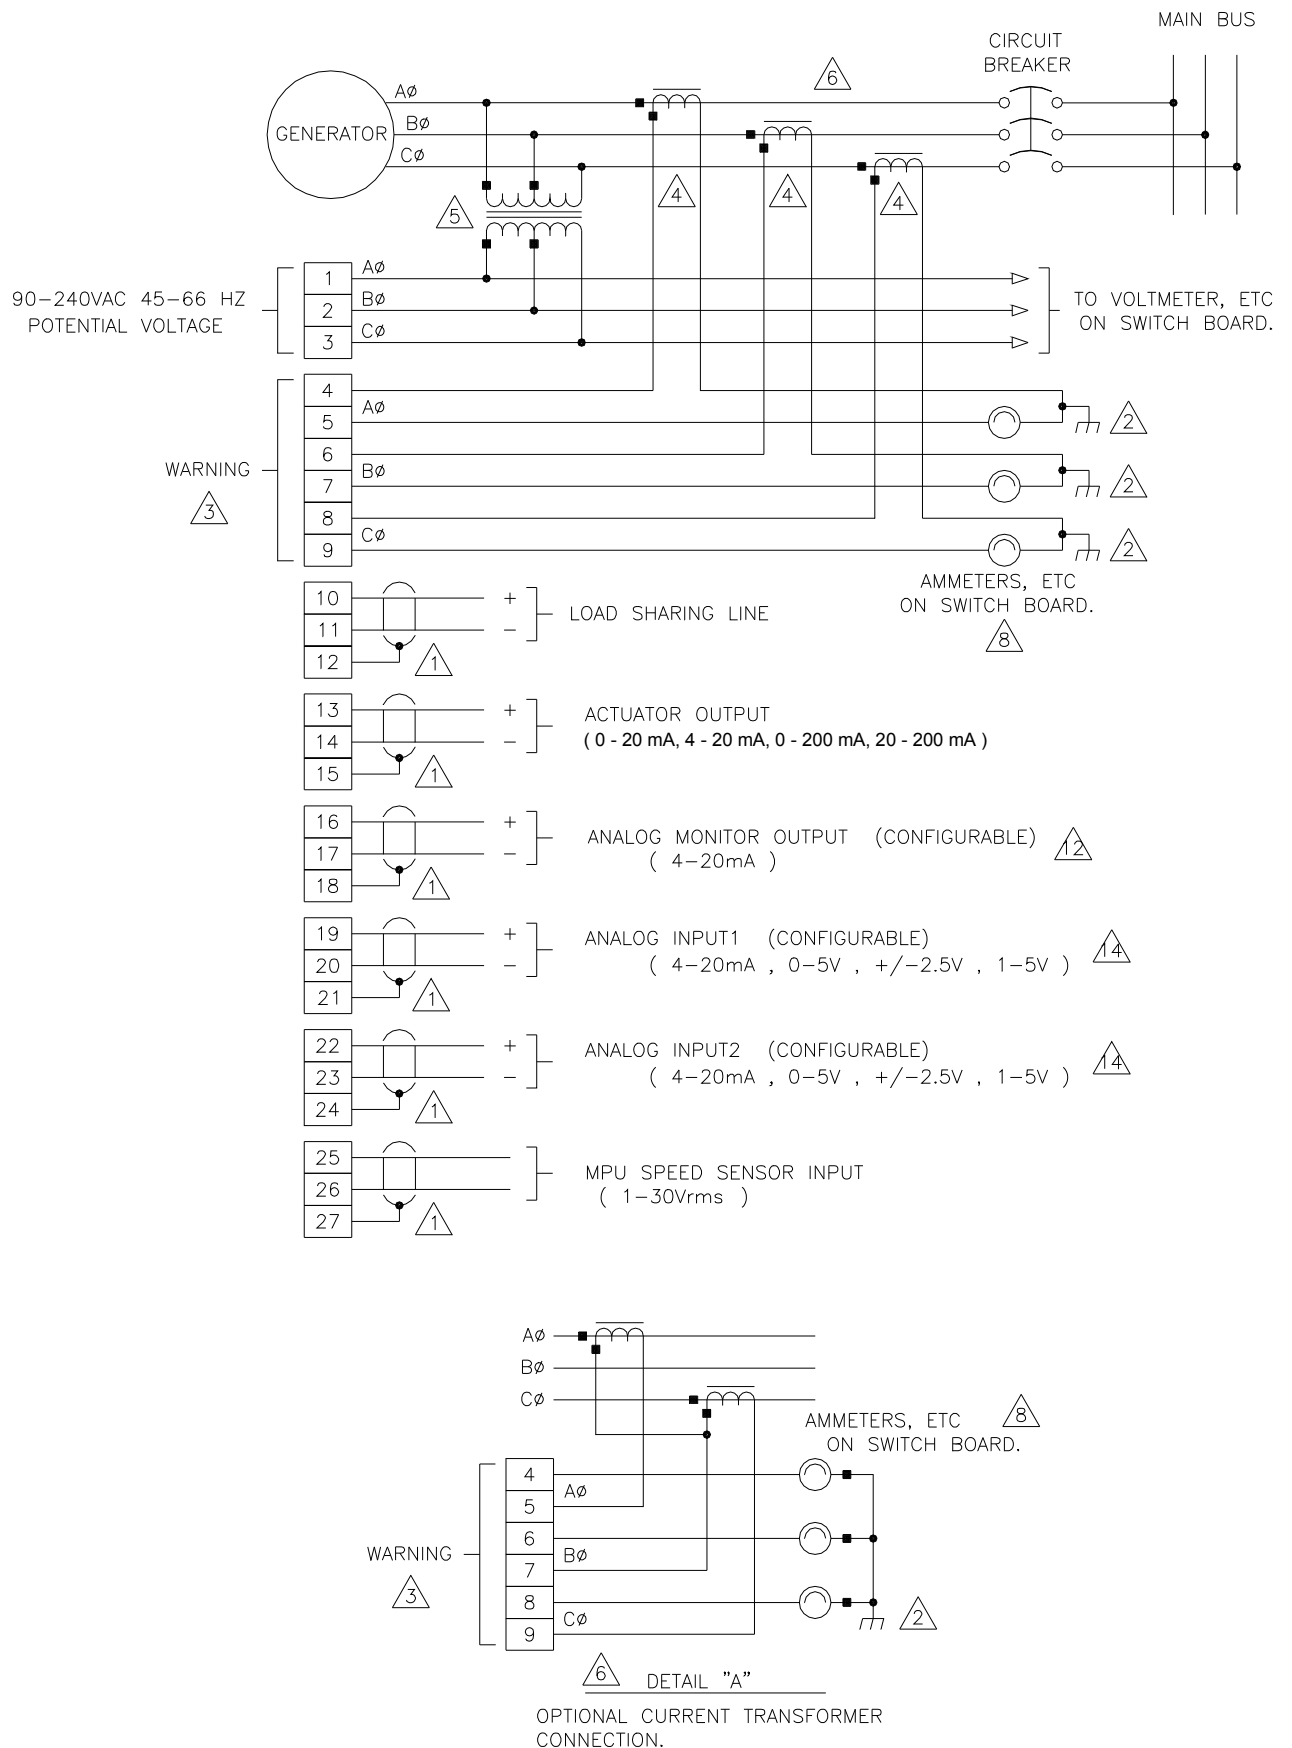 MAIN BUS
CIRCUIT
BREAKER
6
AØ
GENERATOR
BØ
CØ
4
4
4
5
90-240VAC 45-66 HZ
POTENTIAL VOLTAGE
1
AØ
2
BØ
3
CØ
TO VOLTMETER, ETC
ON SWITCH BOARD.
WARNING
3
4
AØ
5
2
6
BØ
7
2
8
CØ
9
2
AMMETERS, ETC
ON SWITCH BOARD.
8
10
+
11
-
12
1
LOAD SHARING LINE
13
+
14
-
15
1
ACTUATOR OUTPUT
( 0 - 20 mA, 4 - 20 mA, 0 - 200 mA, 20 - 200 mA )
16
+
17
-
18
1
ANALOG MONITOR OUTPUT (CONFIGURABLE)
( 4-20mA )
12
19
+
20
-
21
1
ANALOG INPUT1 (CONFIGURABLE)
( 4-20mA , 0-5V , +/-2.5V , 1-5V )
14
22
+
23
-
24
1
ANALOG INPUT2 (CONFIGURABLE)
( 4-20mA , 0-5V , +/-2.5V , 1-5V )
14
25
26
27
1
MPU SPEED SENSOR INPUT
( 1-30Vrms )
AØ
BØ
CØ
AMMETERS, ETC
ON SWITCH BOARD.
8
WARNING
3
4
AØ
5
6
BØ
7
8
CØ
9
2
6
DETAIL "A"
OPTIONAL CURRENT TRANSFORMER
CONNECTION.